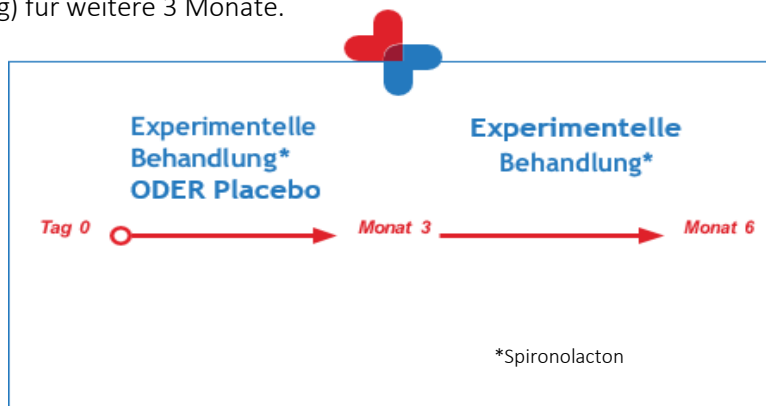 g) für weitere 3 Monate.
Experimentelle
Behandlung*
ODER Placebo
Experimentelle
Behandlung*
Tag 0
Monat 3
Monat 6
*Spironolacton